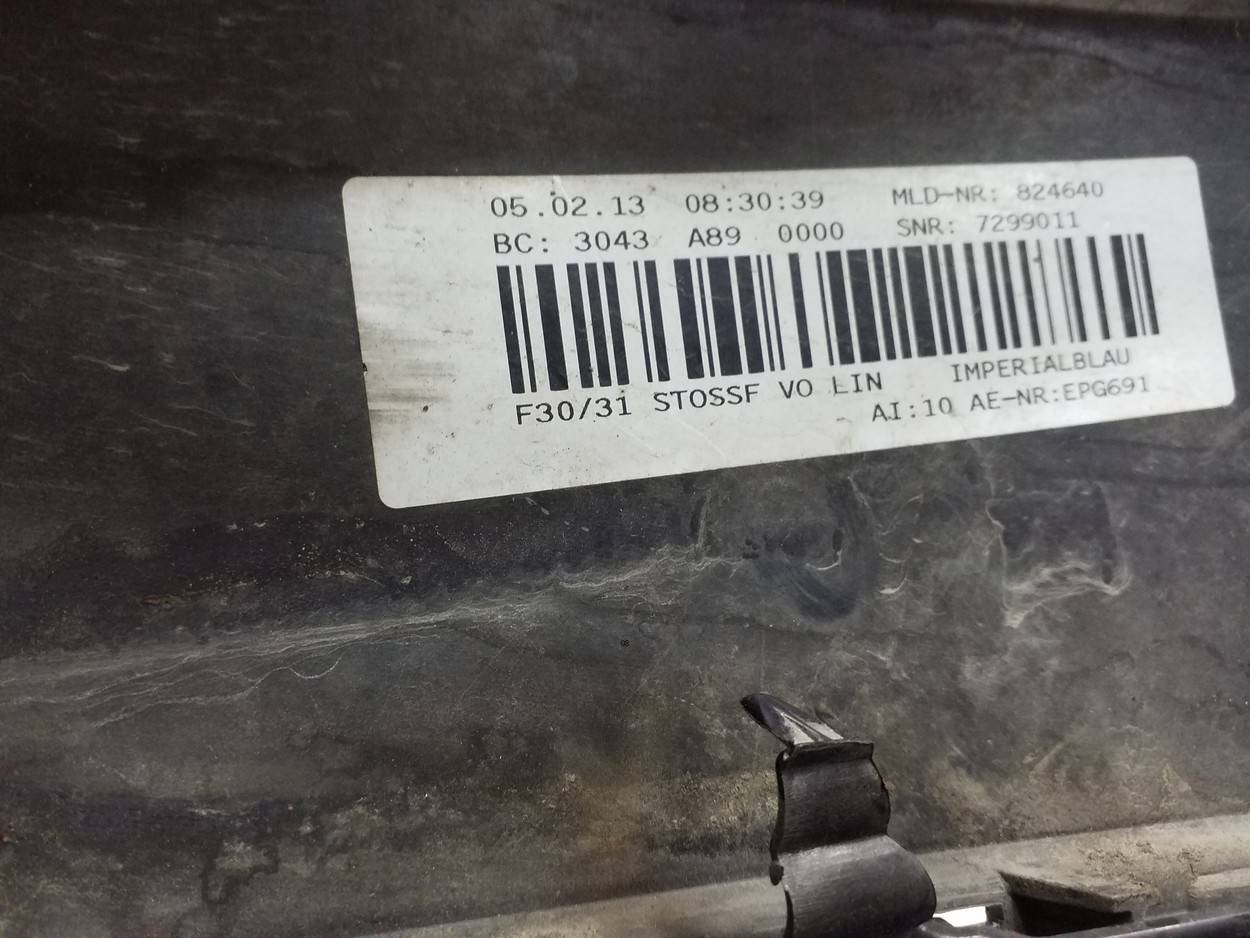 05.02.13 08:30:39 MLD-NR: 824640
BC: 3043 A89 0000 SNR: 7299011
F30/31 STOSSF VO LIN IMPERIALBLAU
AI:10 AE-NR:EPG691